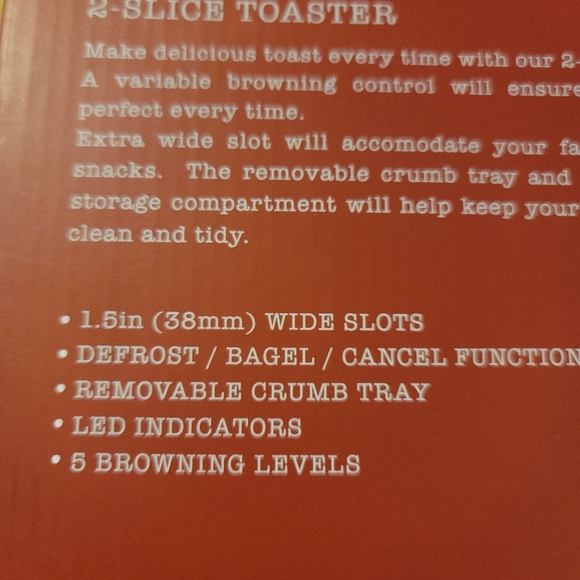 2-SLICE TOASTER
Make delicious toast every time with our 2-
A variable browning control will ensure
perfect every time.
Extra wide slot will accomodate your fa
snacks. The removable crumb tray and
storage compartment will help keep your
clean and tidy.
• 1.5in (38mm) WIDE SLOTS
• DEFROST / BAGEL / CANCEL FUNCTION
• REMOVABLE CRUMB TRAY
• LED INDICATORS
• 5 BROWNING LEVELS